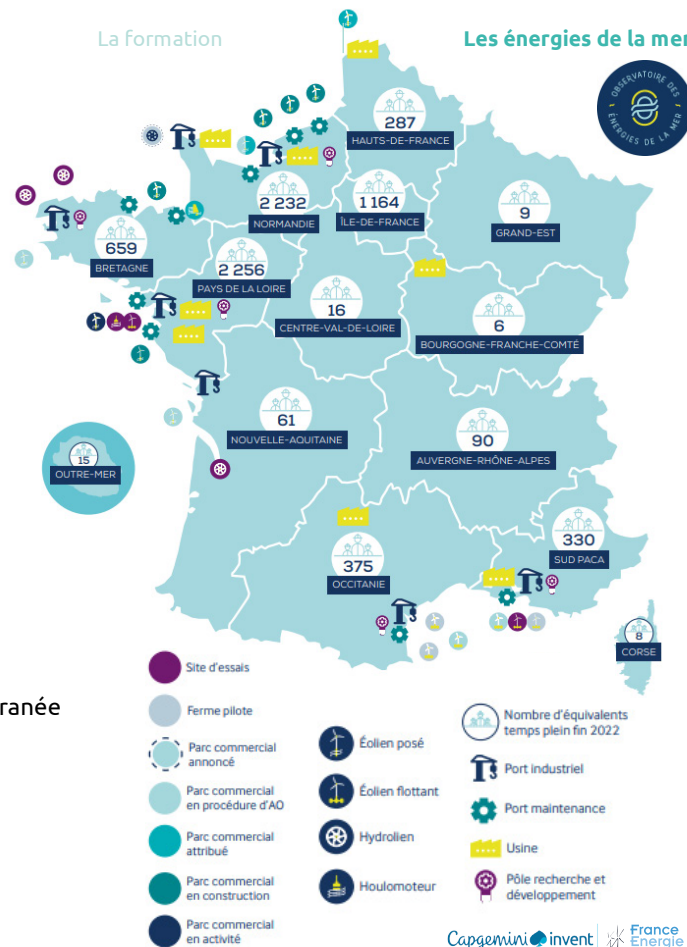 La formation
Les énergies de la mer
OBSERVATOIRE DES
ÉNERGIES DE LA MER
287
HAUTS-DE-FRANCE
2 232
NORMANDIE
1 164
ÎLE-DE-FRANCE
9
GRAND-EST
659
BRETAGNE
2 256
PAYS DE LA LOIRE
16
CENTRE-VAL-DE-LOIRE
6
BOURGOGNE-FRANCHE-COMTÉ
61
NOUVELLE-AQUITAINE
90
AUVERGNE-RHÔNE-ALPES
15
OUTRE-MER
375
OCCITANIE
330
SUD PACA
8
CORSE
ranée
Site d'essais
Ferme pilote
Parc commercial
annoncé
Parc commercial
en procédure d'AO
Parc commercial
attribué
Parc commercial
en construction
Parc commercial
en activité
Éolien posé
Éolien flottant
Hydrolien
Houlomoteur
Nombre d'équivalents
temps plein fin 2022
Port industriel
Port maintenance
Usine
Pôle recherche et
développement
Capgemini invent
France
Energie